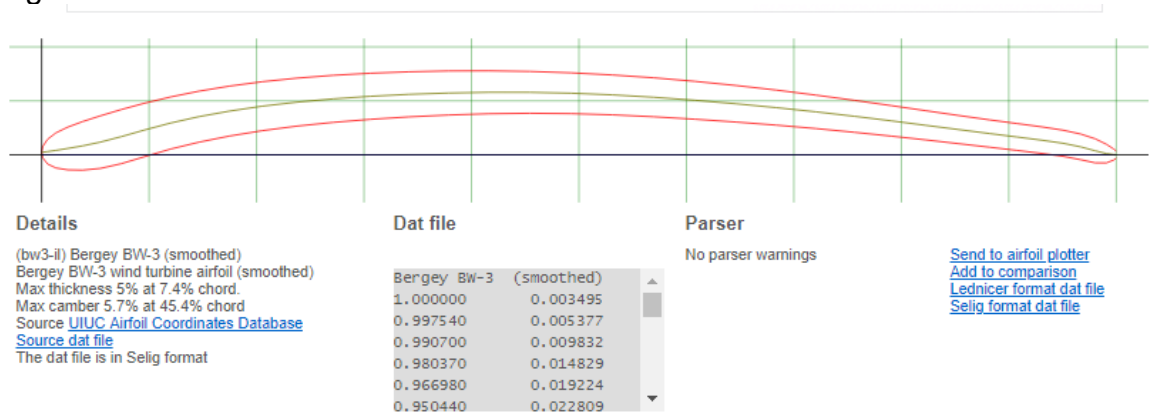 Details
(bw3-il) Bergey BW-3 (smoothed)
Bergey BW-3 wind turbine airfoil (smoothed)
Max thickness 5% at 7.4% chord.
Max camber 5.7% at 45.4% chord
Source UIUC Airfoil Coordinates Database
Source dat file
The dat file is in Selig format
Dat file
Bergey BW-3 (smoothed)
1.000000 0.003495
0.997540 0.005377
0.990700 0.009832
0.980370 0.014829
0.966980 0.019224
0.950440 0.022809
Parser
No parser warnings
Send to airfoil plotter
Add to comparison
Lednicer format dat file
Selig format dat file